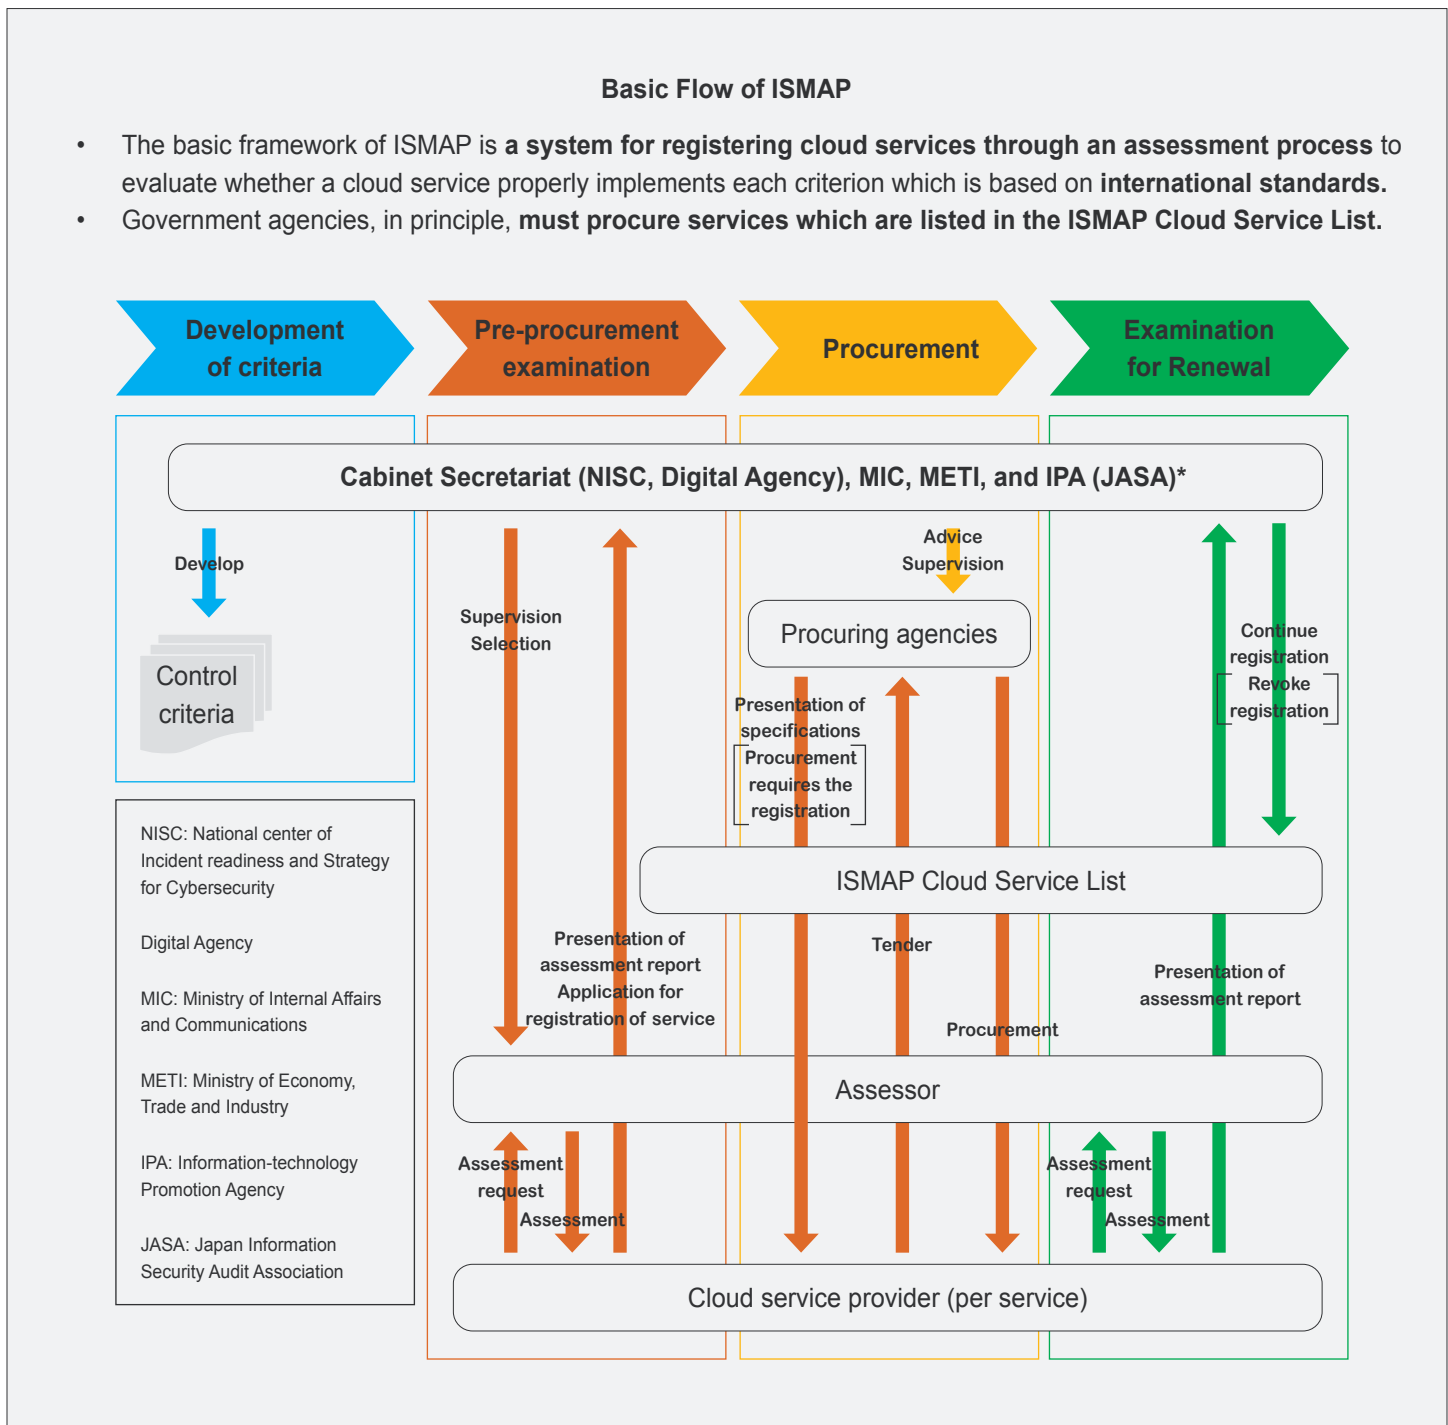 Basic Flow of ISMAP
• The basic framework of ISMAP is a system for registering cloud services through an assessment process to
evaluate whether a cloud service properly implements each criterion which is based on international standards.
• Government agencies, in principle, must procure services which are listed in the ISMAP Cloud Service List.
Development
of criteria
Pre-procurement
examination
Procurement
Examination
for Renewal
Cabinet Secretariat (NISC, Digital Agency), MIC, METI, and IPA (JASA)*
Develop
Control
criteria
NISC: National center of
Incident readiness and Strategy
for Cybersecurity
Digital Agency
MIC: Ministry of Internal Affairs
and Communications
METI: Ministry of Economy,
Trade and Industry
IPA: Information-technology
Promotion Agency
JASA: Japan Information
Security Audit Association
Supervision
Selection
Presentation of
assessment report
Application for
registration of service
Assessment
request
Assessment
Advice
Supervision
Procuring agencies
Presentation of
specifications
Procurement
requires the
registration
ISMAP Cloud Service List
Tender
Procurement
Assessor
Continue
registration
Revoke
registration
Presentation of
assessment report
Assessment
request
Assessment
Cloud service provider (per service)